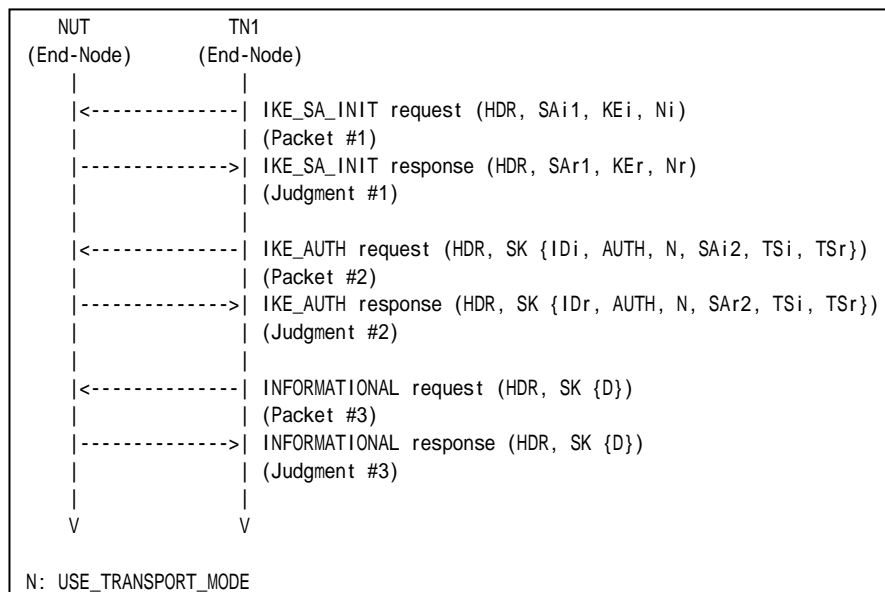 NUT TN1
(End-Node) (End-Node)
| |
|<--------------| IKE_SA_INIT request (HDR, SAi1, KEi, Ni)
| | (Packet #1)
|-------------->| IKE_SA_INIT response (HDR, SAr1, KEr, Nr)
| | (Judgment #1)
| |
|<--------------| IKE_AUTH request (HDR, SK {IDi, AUTH, N, SAi2, TSi, TSr})
| | (Packet #2)
|-------------->| IKE_AUTH response (HDR, SK {IDr, AUTH, N, SAr2, TSi, TSr})
| | (Judgment #2)
| |
|<--------------| INFORMATIONAL request (HDR, SK {D})
| | (Packet #3)
|-------------->| INFORMATIONAL response (HDR, SK {D})
| | (Judgment #3)
| |
V V
N: USE_TRANSPORT_MODE